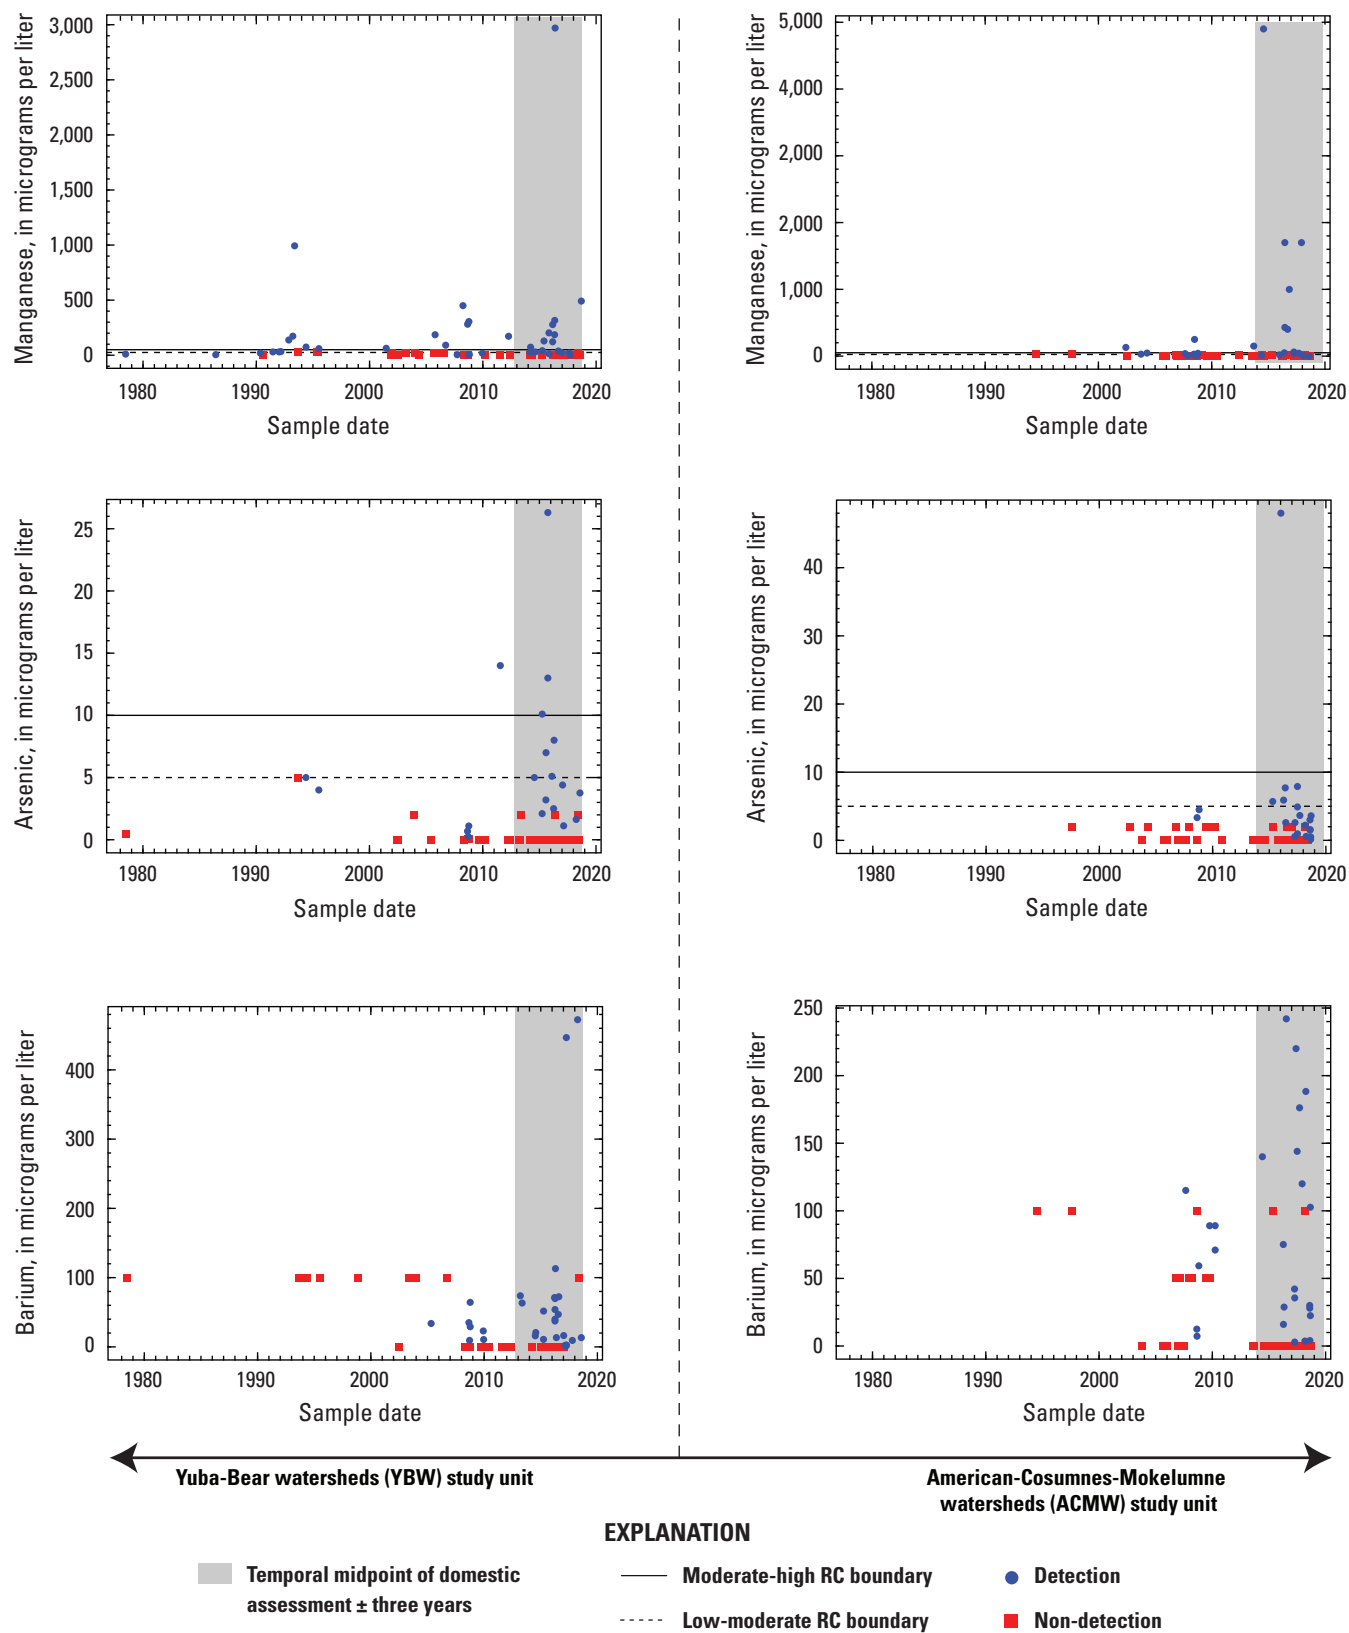 Manganese, in micrograms per liter
3,000
2,500
2,000
1,500
1,000
500
0
1980 1990 2000 2010 2020
Sample date
Manganese, in micrograms per liter
5,000
4,000
2,000
2,000
1,000
0
1980 1990 2000 2010 2020
Sample date
Arsenic, in micrograms per liter
25
20
15
10
5
0
1980 1990 2000 2010 2020
Sample date
Arsenic, in micrograms per liter
40
30
20
10
0
1980 1990 2000 2010 2020
Sample date
Barium, in micrograms per liter
400
300
200
100
0
1980 1990 2000 2010 2020
Sample date
Barium, in micrograms per liter
250
200
150
100
50
0
1980 1990 2000 2010 2020
Sample date
Yuba-Bear watersheds (YBW) study unit
American-Cosumnes-Mokelumne
watersheds (ACMW) study unit
EXPLANATION
Temporal midpoint of domestic
assessment ± three years
Moderate-high RC boundary
Low-moderate RC boundary
Detection
Non-detection